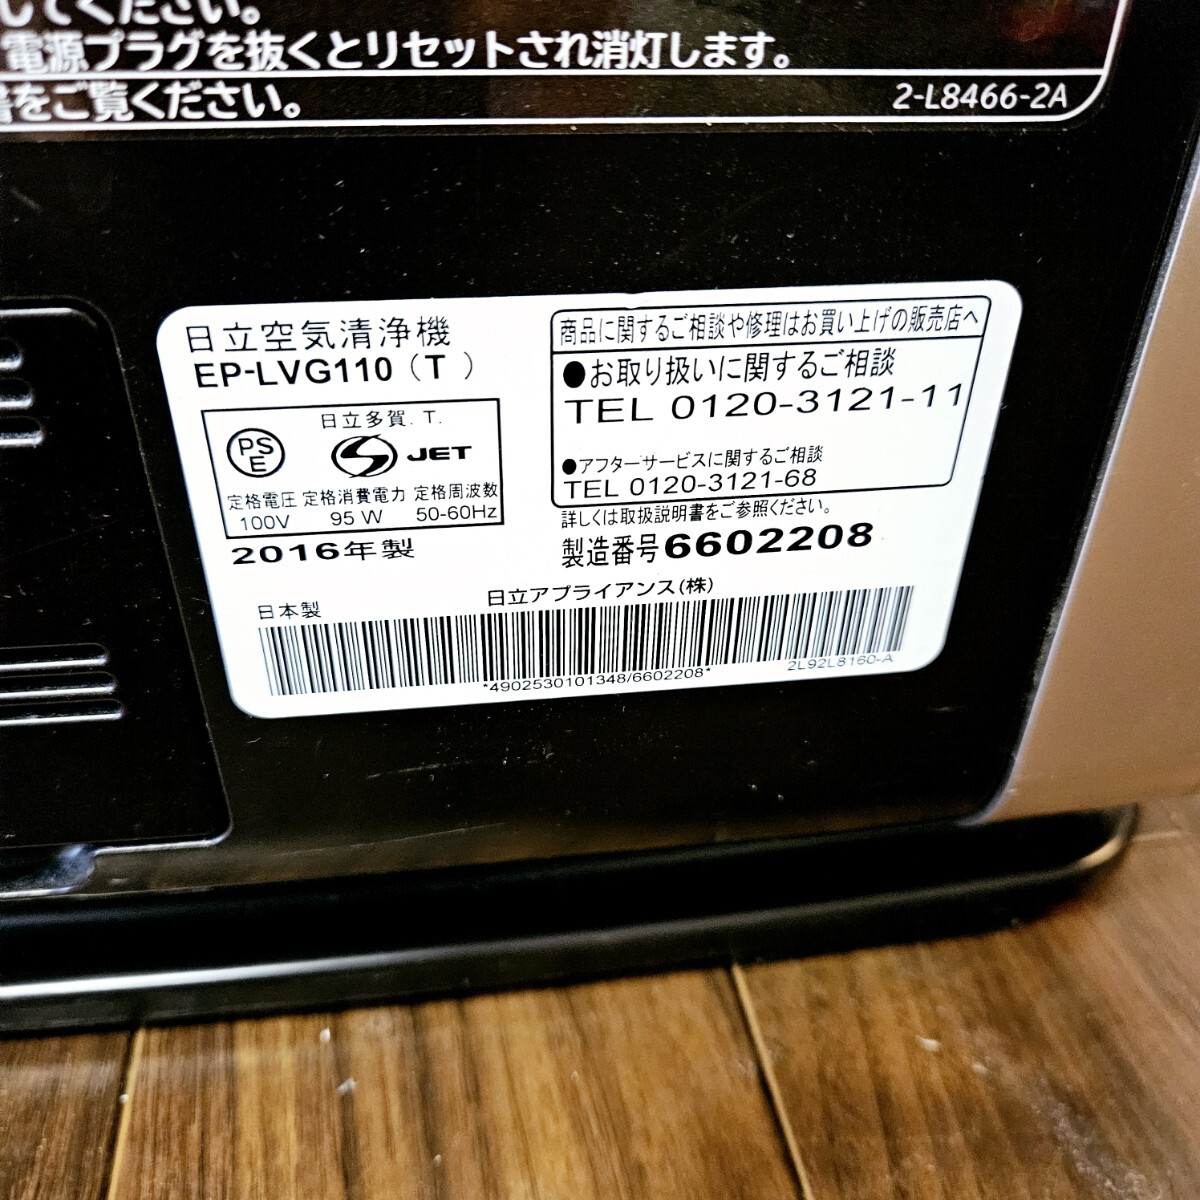 してください。
電源プラグを抜くとリセットされ消灯します。
書をご覧ください。
2-L8466-2A
日立空気清浄機
EP-LVG110（T ）
日立多賀.T.
PS
E
JET
定格電圧 定格消費電力 定格周波数
100V 95W 50-60Hz
2016年製
商品に関するご相談や修理はお買い上げの販売店へ
●お取り扱いに関するご相談
TEL 0120-3121-11
●アフターサービスに関するご相談
TEL 0120-3121-68
詳しくは取扱説明書をご参照ください。
製造番号6602208
日立アプライアンス(株)
日本製
*4902530101348/6602208*
2L92L8160-A